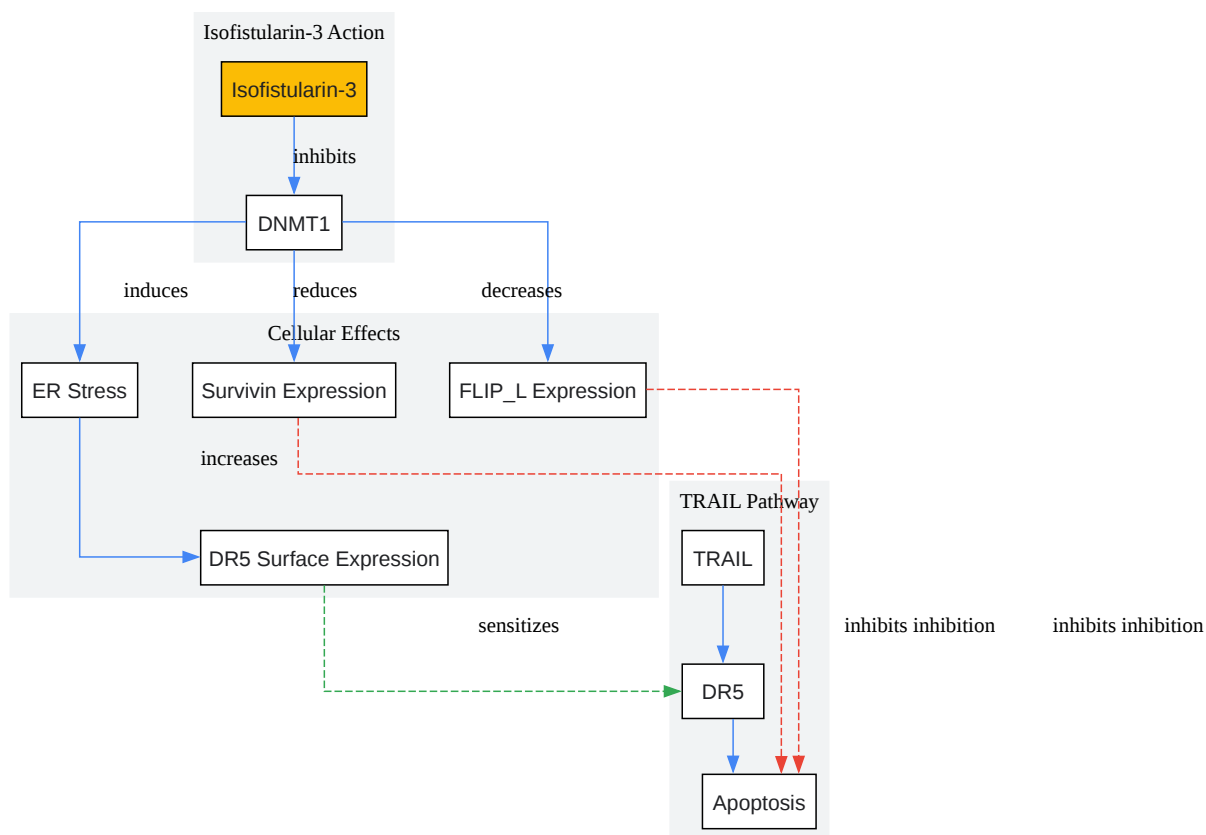 Isofistularin-3 Action
Isofistularin-3
inhibits
DNMT1
induces
reduces
decreases
Cellular Effects
ER Stress
Survivin Expression
FLIP_L Expression
increases
TRAIL Pathway
DR5 Surface Expression
TRAIL
sensitizes
inhibits inhibition
inhibits inhibition
DR5
Apoptosis